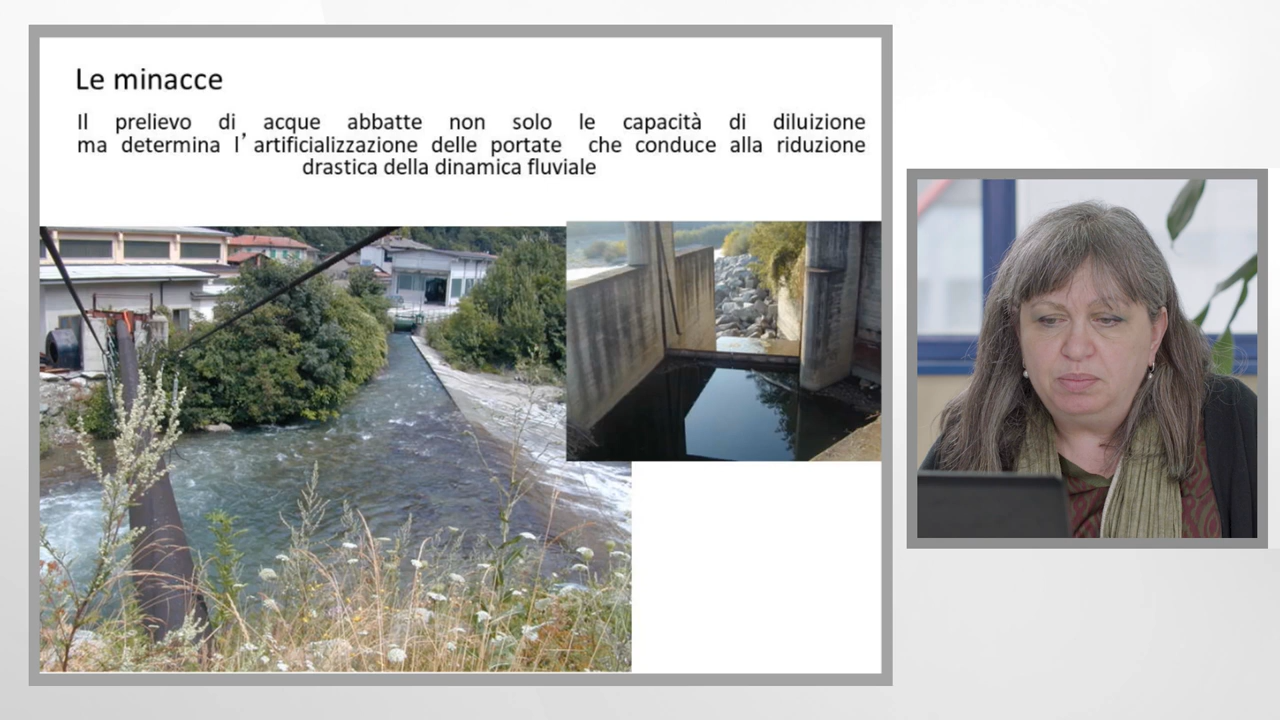 Le minacce
Il prelievo di acque abbatte non solo le capacità di diluizione
ma determina l’artificializzazione delle portate che conduce alla riduzione
drastica della dinamica fluviale